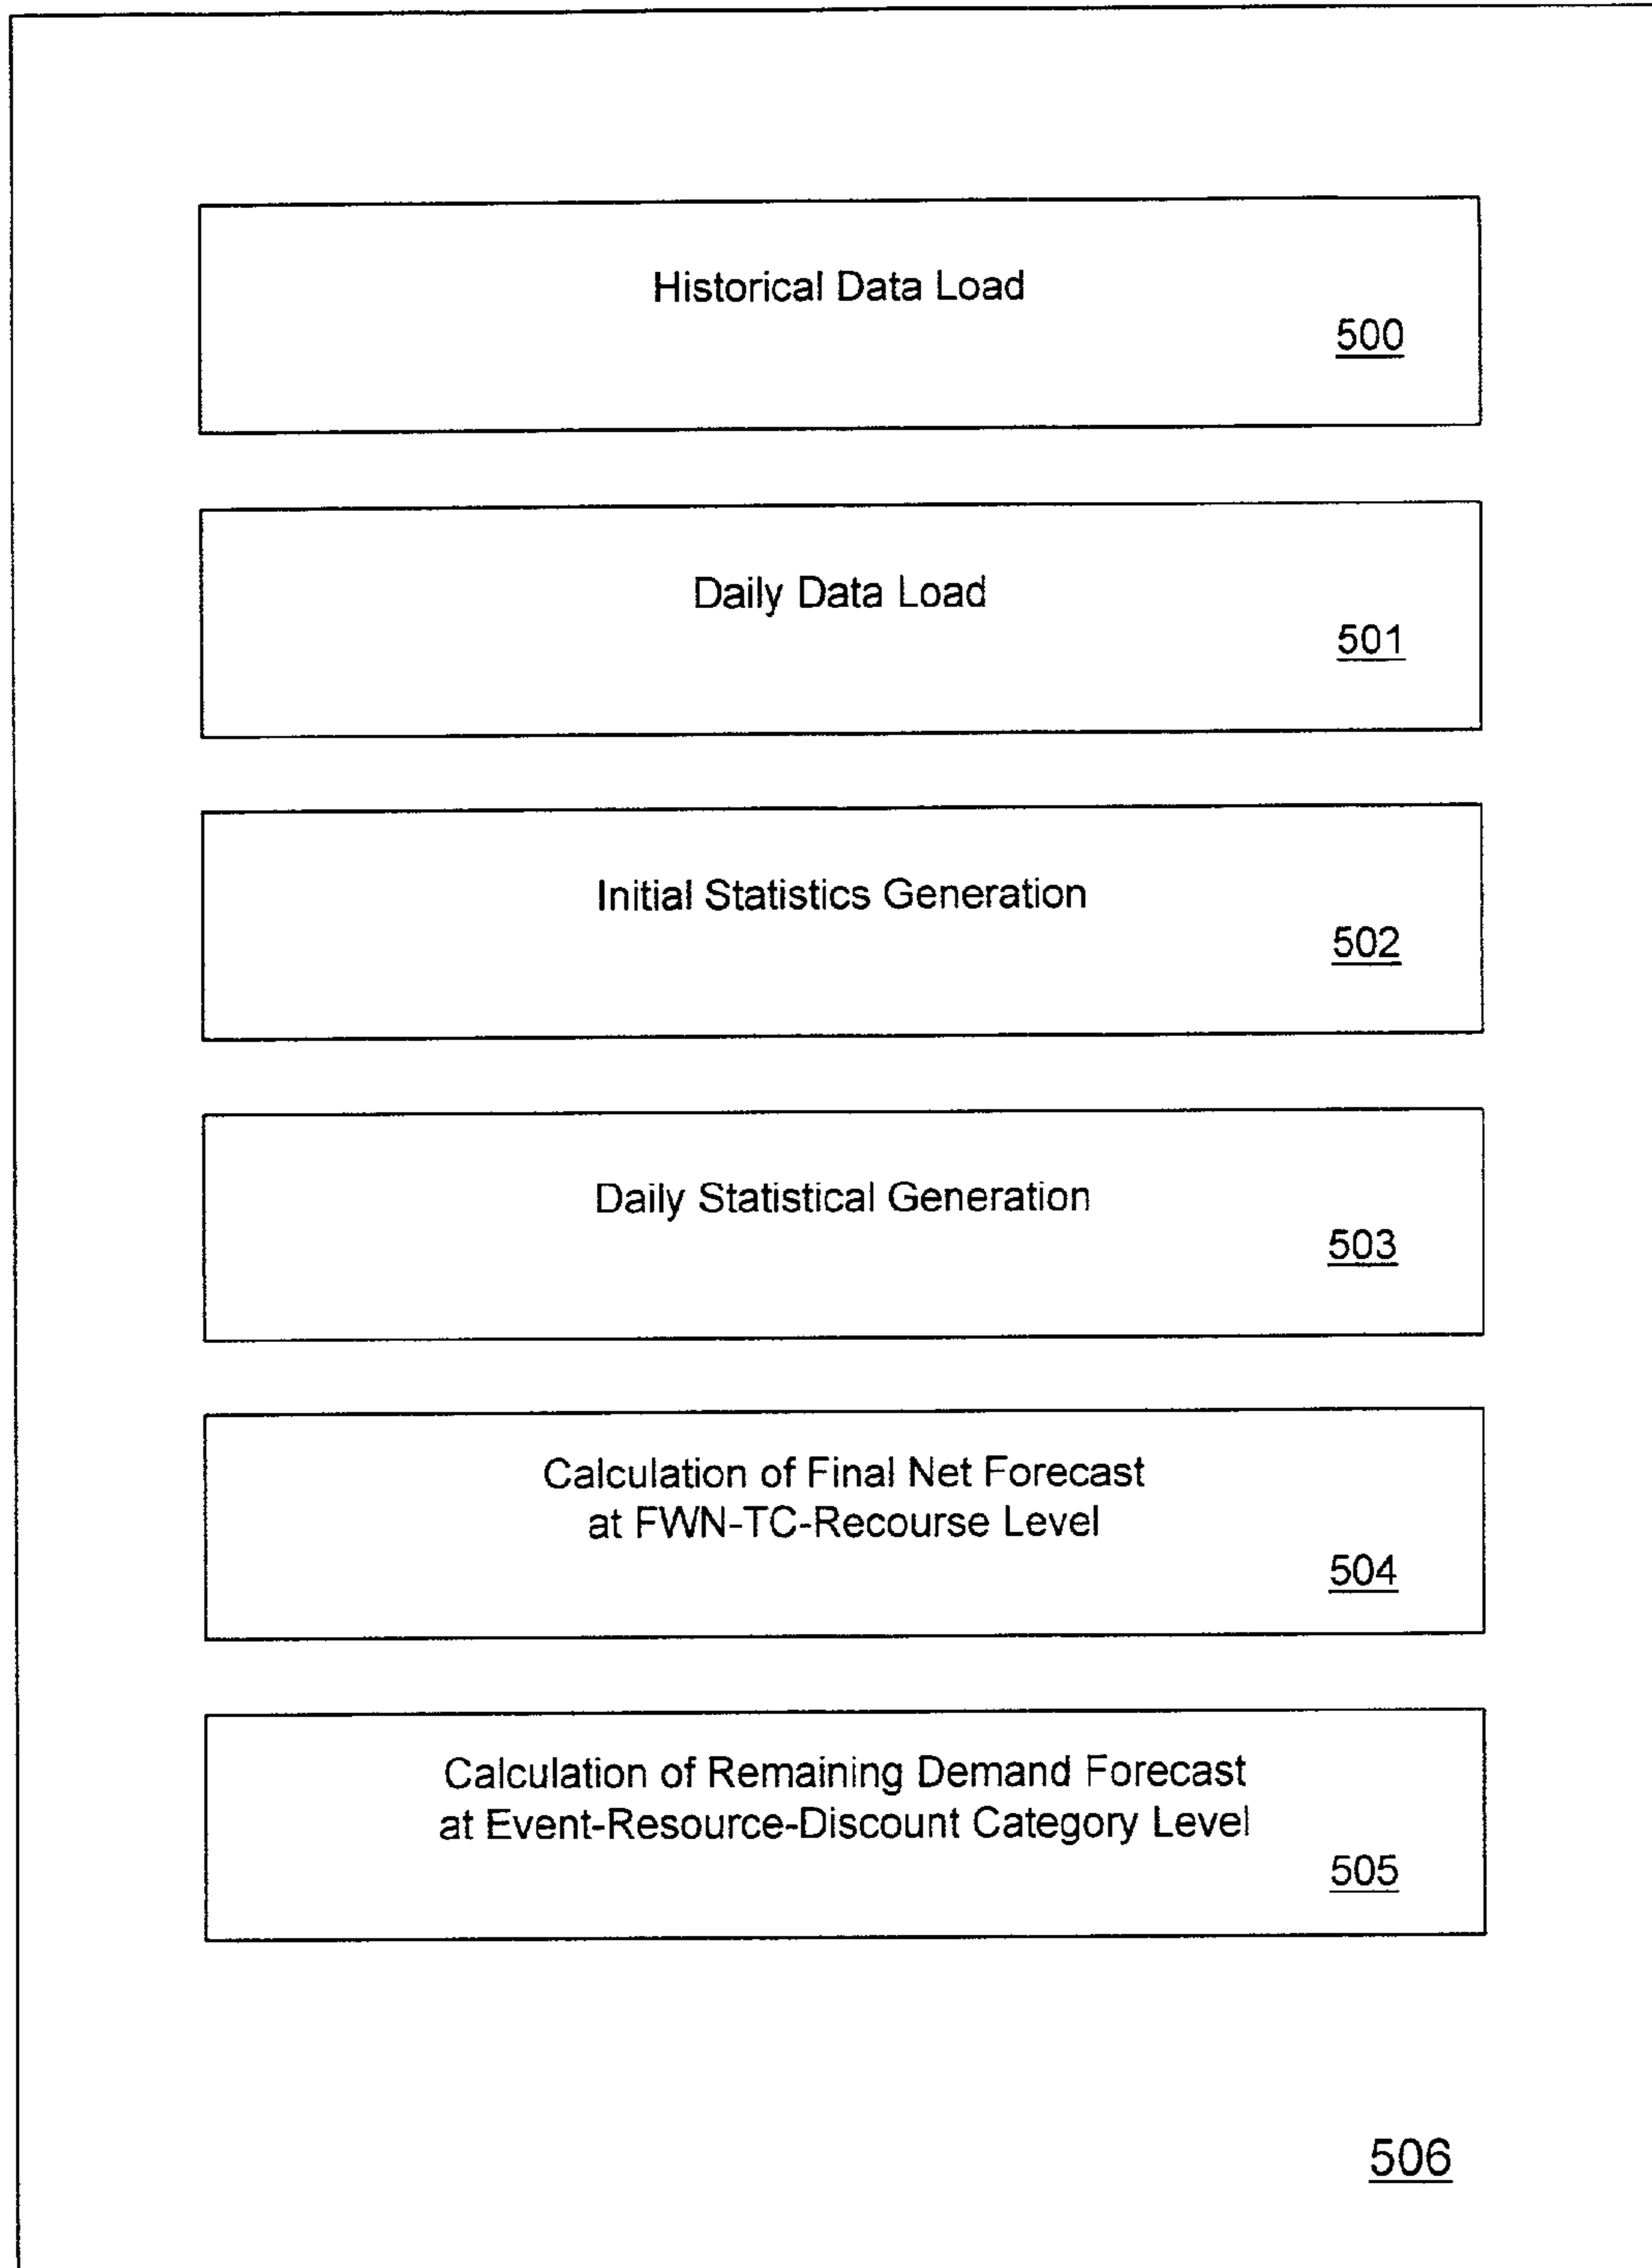 Historical Data Load
500
Daily Data Load
501
Initial Statistics Generation
502
Daily Statistical Generation
503
Calculation of Final Net Forecast
at FWN-TC-Recourse Level
504
Calculation of Remaining Demand Forecast
at Event-Resource-Discount Category Level
505
506